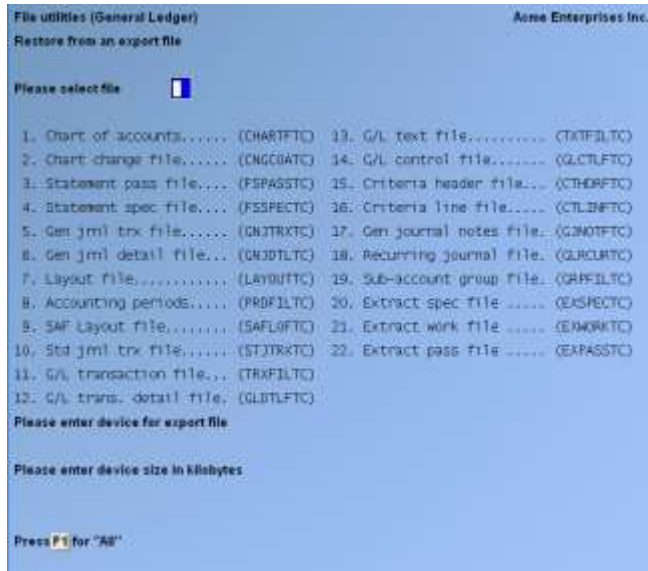 File utilities (General Ledger) Acme Enterprises Inc.
Restore from an export file
Please select file
1. Chart of accounts...... (CHARTFTC) 13. G/L text file.......... (TXTFILTC)
2. Chart change file.... (CNGCOATC) 14. G/L control file....... (GLCTLFTC)
3. Statement pass file.... (FSPASSTC) 15. Criteria header file... (CTHDRFTC)
4. Statement spec file.... (FSSPECTC) 16. Criteria line file..... (CTLINFTC)
5. Gen jrnl trx file...... (GNJTRXTC) 17. Gen journal notes file. (GJNOTFTC)
6. Gen jrnl detail file... (GNJDTLTC) 18. Recurring journal file. (GLRCURTC)
7. Layout file............ (LAYOUTTC) 19. Sub-account group file. (GRPFILTC)
8. Accounting periods..... (PRDFILTC) 20. Extract spec file ..... (EXSPECTC)
9. SAF Layout file........ (SAFLOFTC) 21. Extract work file ..... (EXWORKTC)
10. Std jrnl trx file...... (STJTRXTC) 22. Extract pass file ..... (EXPASSTC)
11. G/L transaction file... (TRXFILTC)
12. G/L trans. detail file. (GLDTLFTC)
Please enter device for export file
Please enter device size in kilobytes
Press F1 for "All"